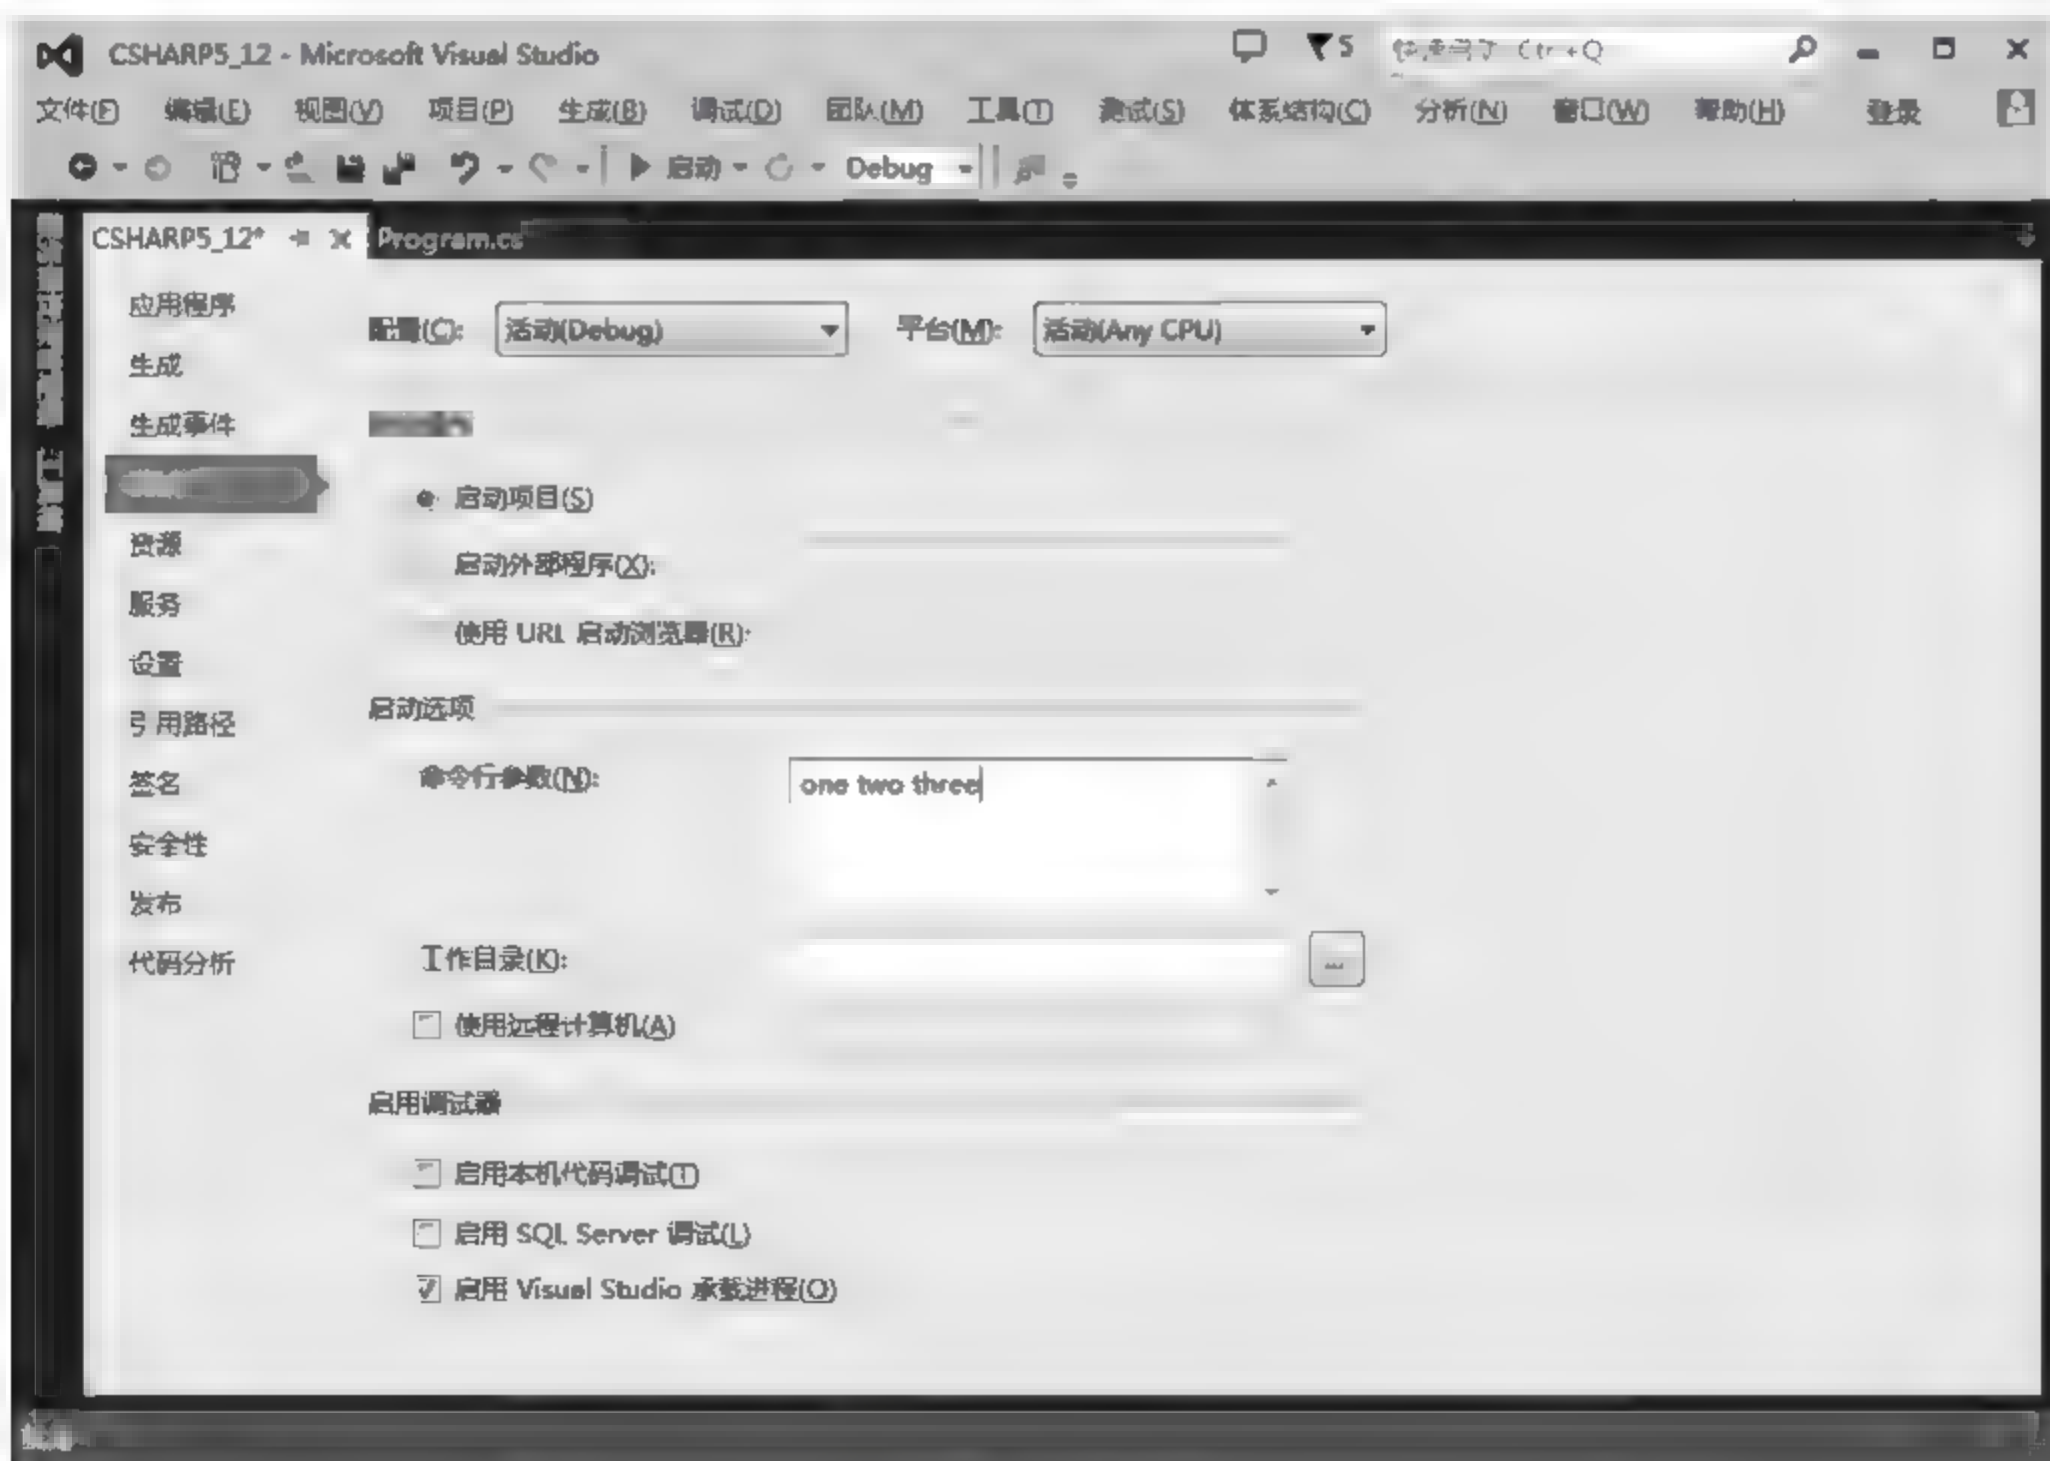 CSHARP5_12 - Microsoft Visual Studio
5
Ctrl+Q
文件(F) 编辑(E) 视图(V) 项目(P) 生成(B) 调试(D) 团队(M) 工具(T) 测试(S) 体系结构(C) 分析(N) 窗口(W) 帮助(H) 登录
启动 Debug
CSHARP5_12* Program.cs
应用程序
生成
生成事件
资源
服务
设置
引用路径
签名
安全性
发布
代码分析
配置(C): 活动(Debug) 平台(M): 活动(Any CPU)
启动项目(S)
启动外部程序(X):
使用 URL 启动浏览器(R):
启动选项
命令行参数(N): one two three
工作目录(K): ...
使用远程计算机(A)
启用调试器
启用本机代码调试(T)
启用 SQL Server 调试(L)
启用 Visual Studio 承载进程(O)